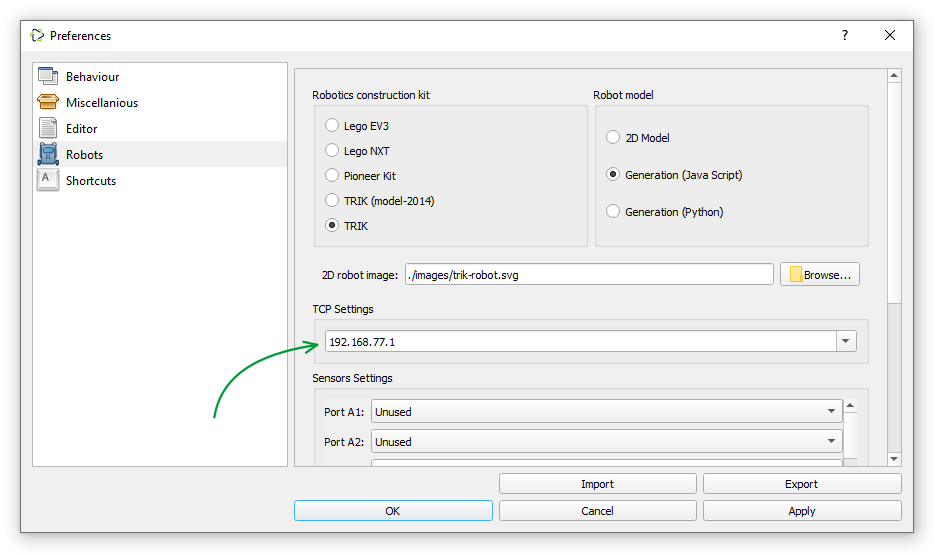 Preferences
?
Behaviour
Miscellanious
Editor
Robots
A
Shortcuts
Robotics construction kit
Lego EV3
Lego NXT
Pioneer Kit
TRIK (model-2014)
TRIK
Robot model
2D Model
Generation (Java Script)
Generation (Python)
2D robot image: ./images/trik-robot.svg Browse...
TCP Settings
192.168.77.1
Sensors Settings
Port A1: Unused
Port A2: Unused
Import Export
OK Cancel Apply